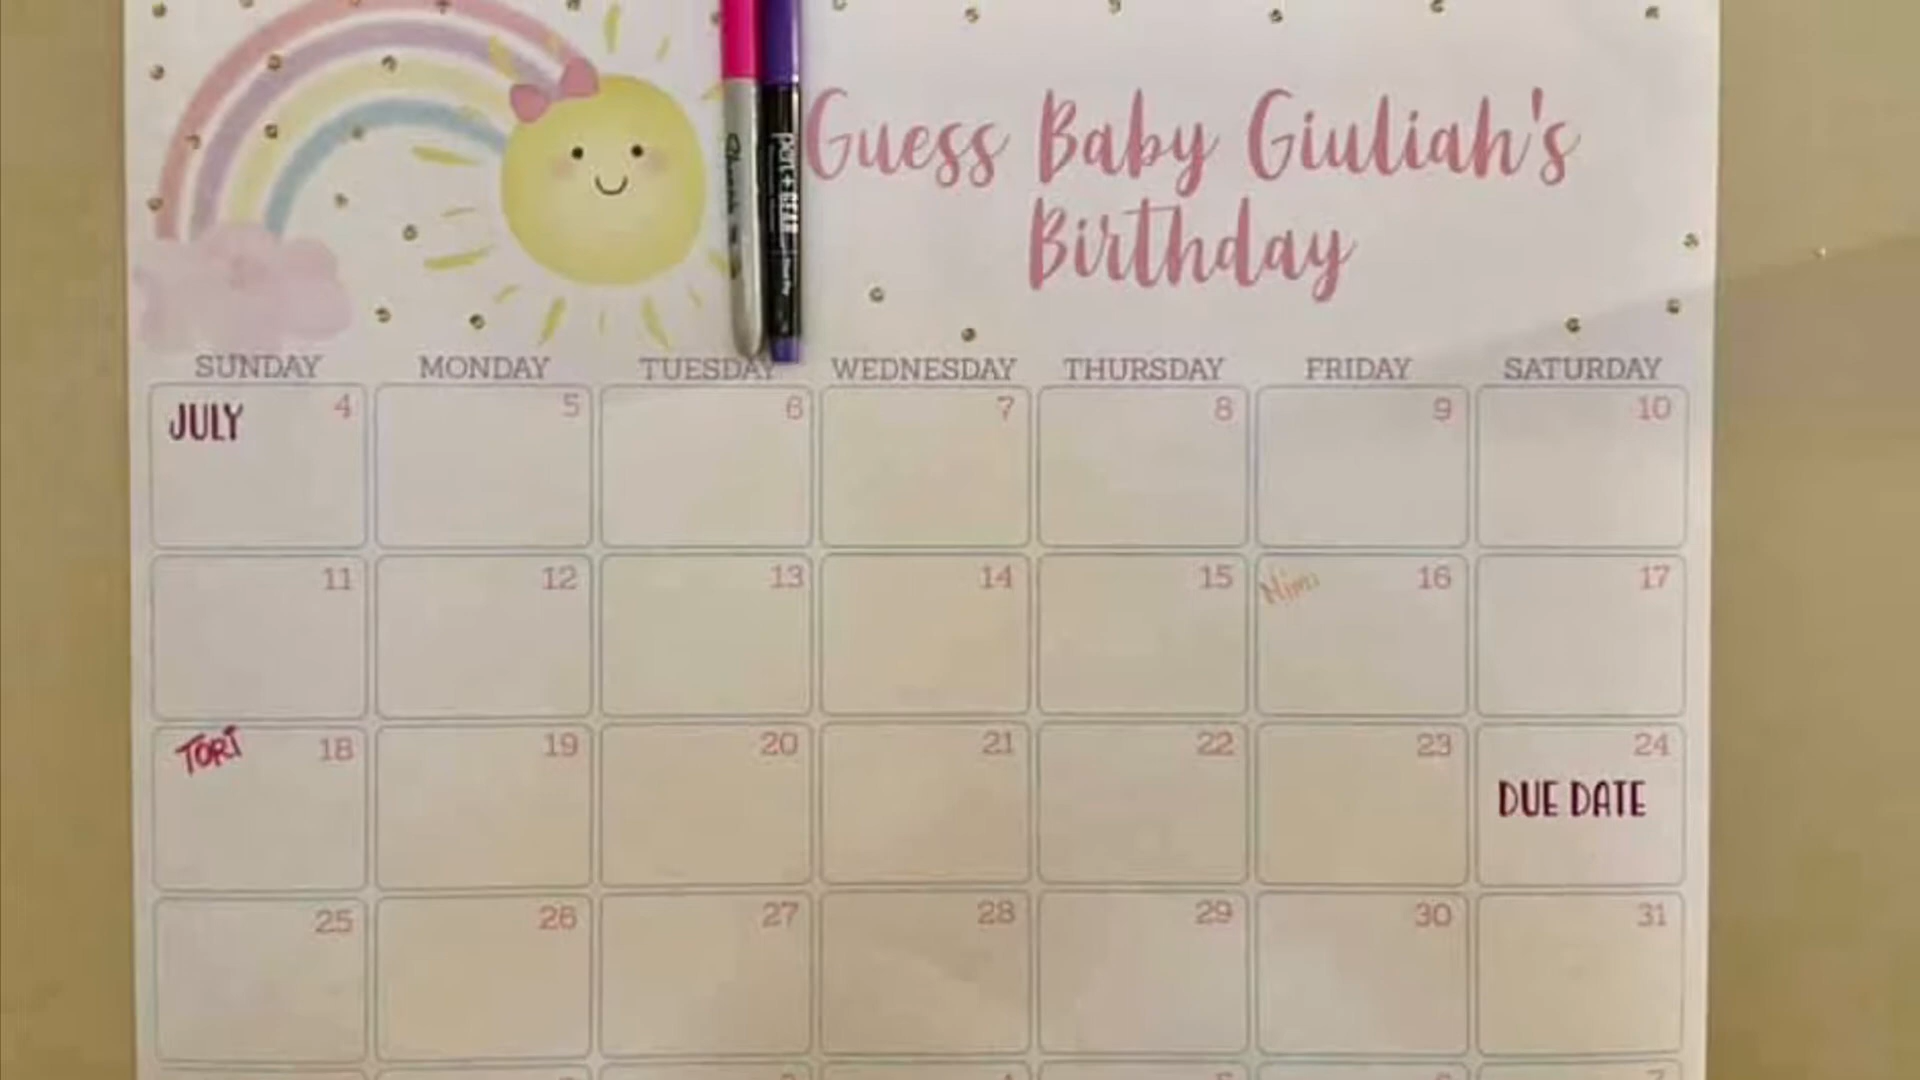 Guess Baby Giuliah's
Birthday
Sharpie
SUNDAY MONDAY TUESDAY WEDNESDAY THURSDAY FRIDAY SATURDAY
JULY 4 5 6 7 8 9 10
11 12 13 14 15 16 17
TORI 18 19 20 21 22 23 24
DUE DATE
25 26 27 28 29 30 31